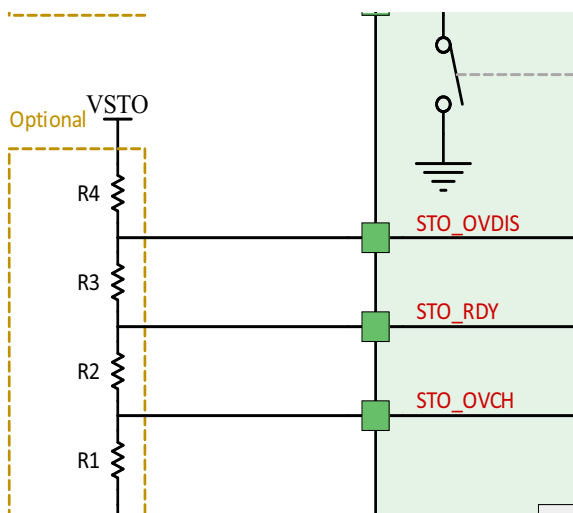 VSTO
Optional
R4
STO_OVDIS
R3
STO_RDY
R2
STO_OVCH
R1